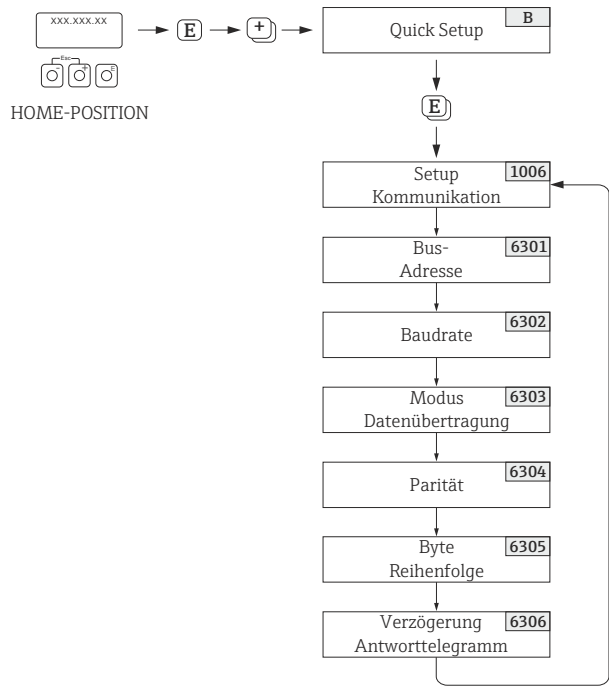 XXX.XXX.XX
Esc
- + E
HOME-POSITION
E
+
Quick Setup
B
E
Setup
Kommunikation
1006
Bus-
Adresse
6301
Baudrate
6302
Modus
Datenübertragung
6303
Parität
6304
Byte
Reihenfolge
6305
Verzögerung
Antworttelegramm
6306